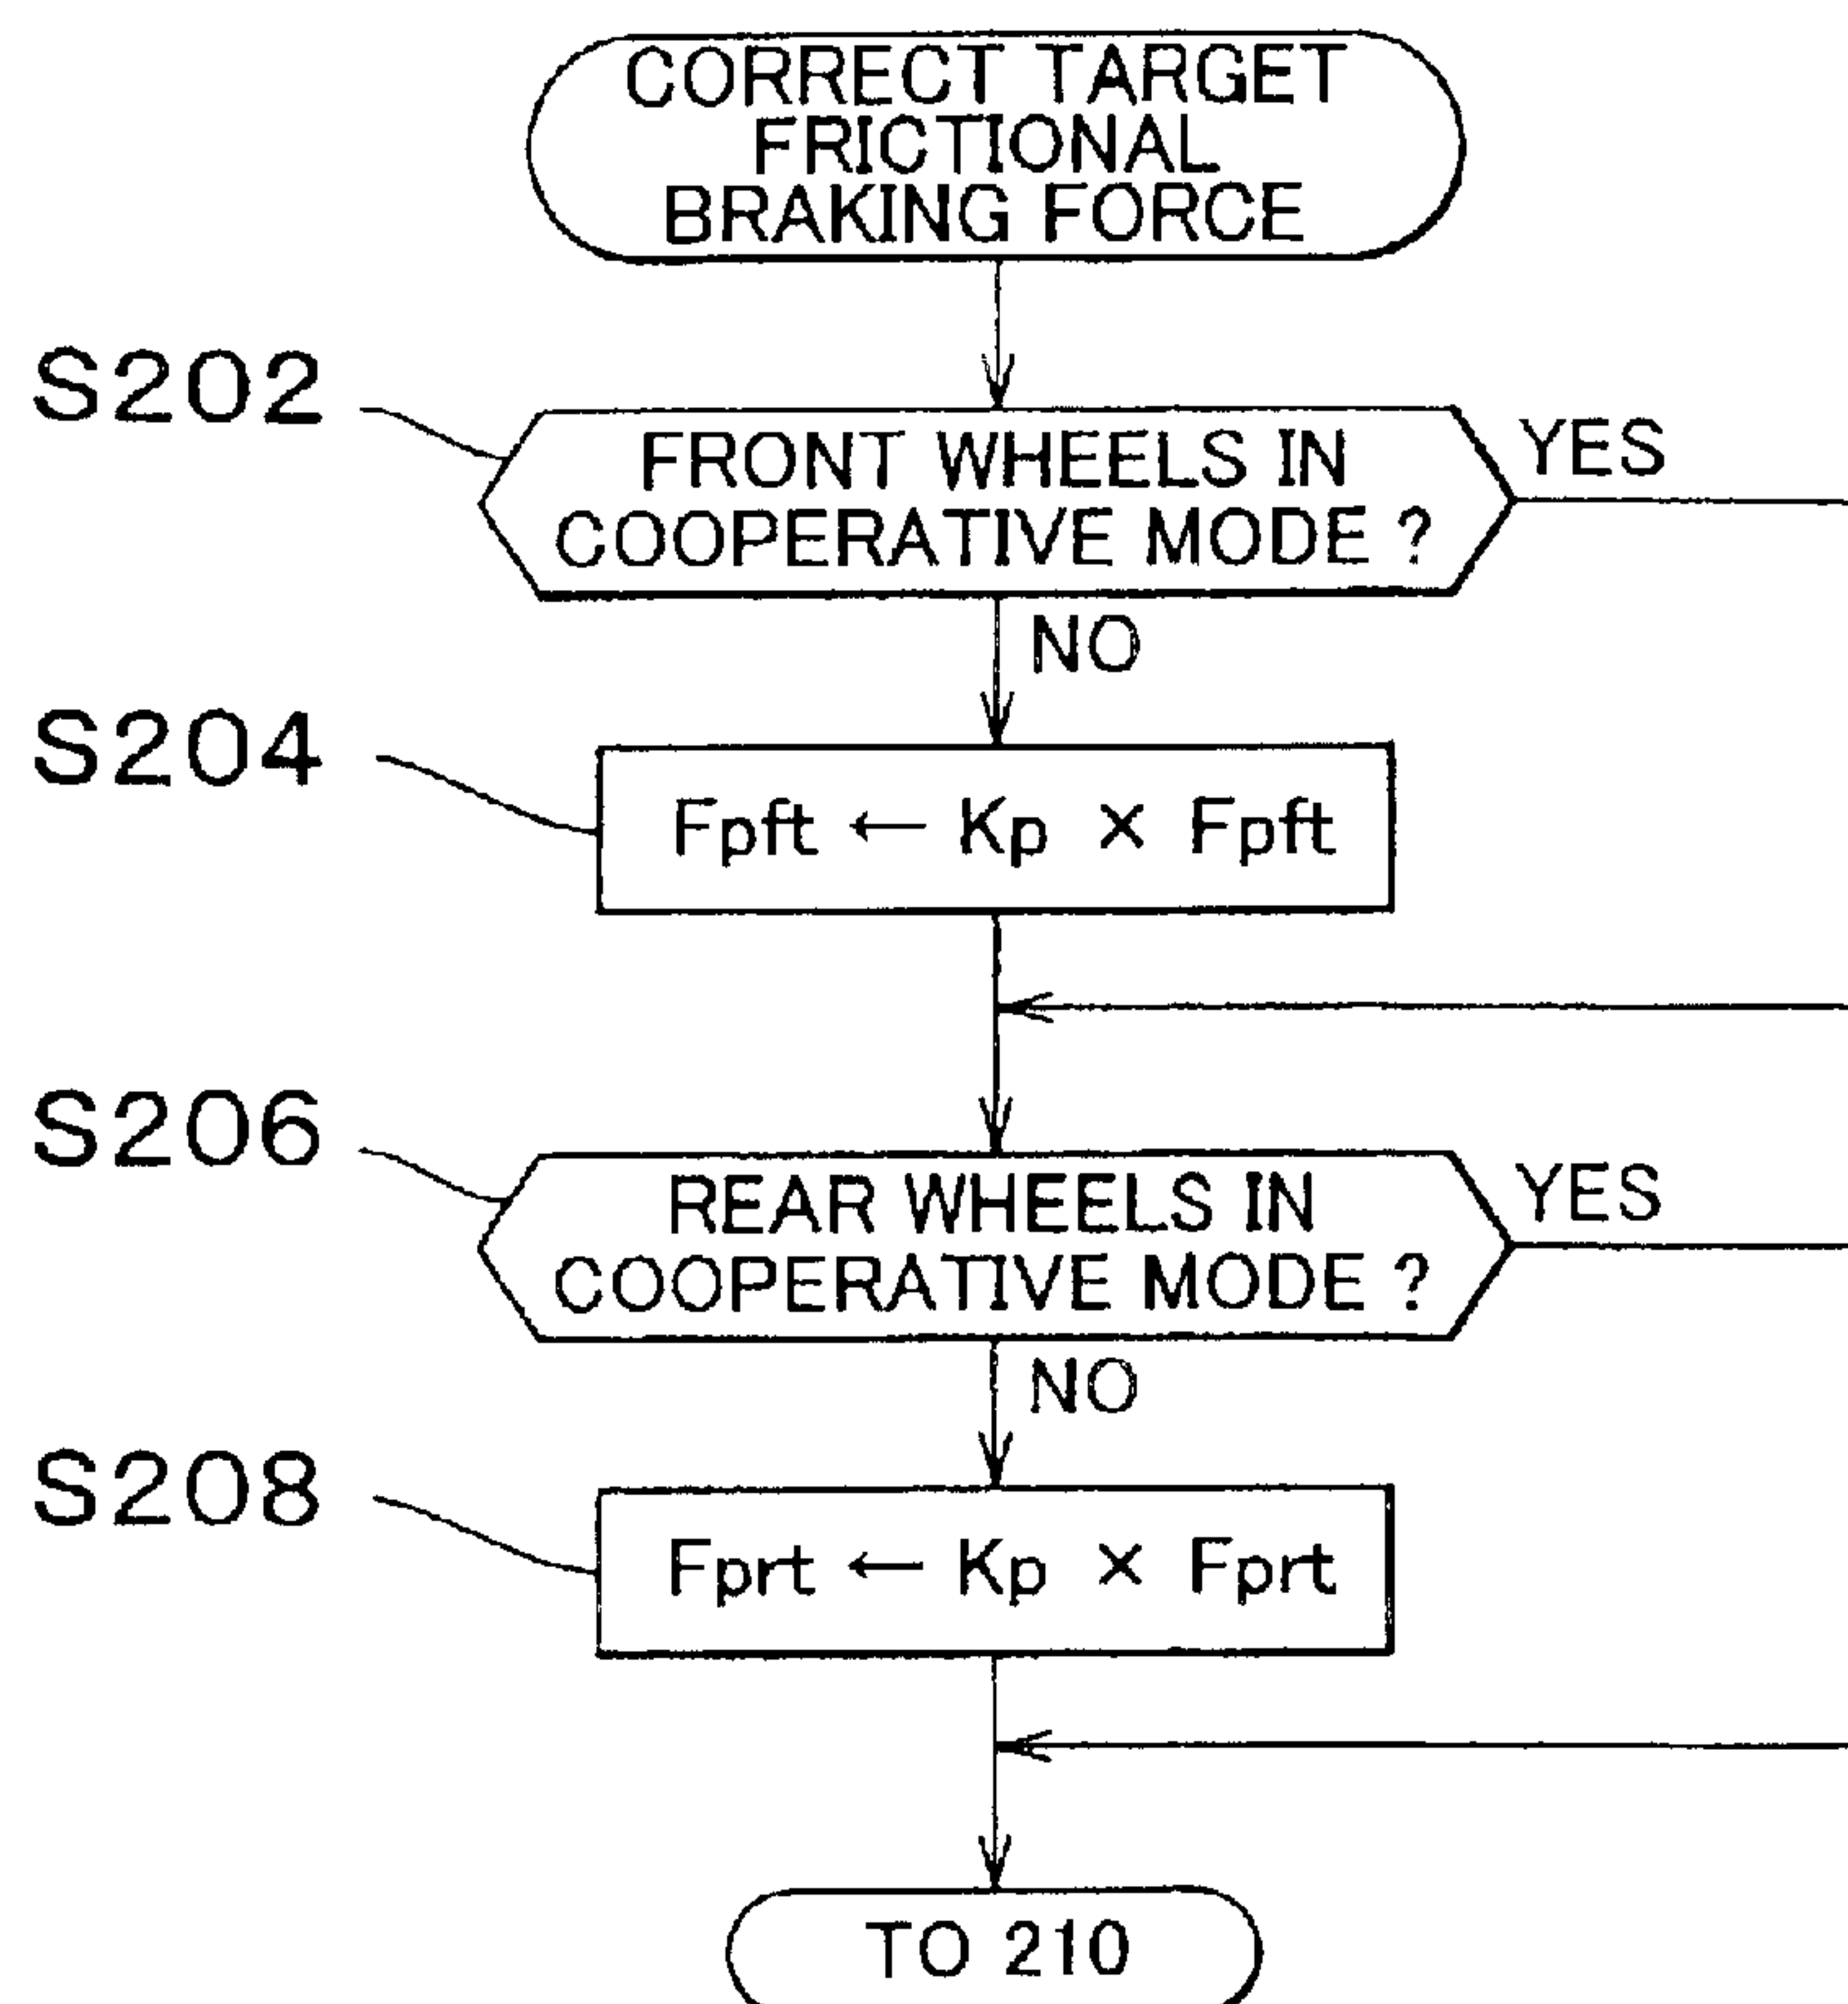 CORRECT TARGET
FRICTIONAL
BRAKING FORCE
S202
FRONT WHEELS IN
COOPERATIVE MODE ?
YES
NO
S204
Fpft ← Kp × Fpft
S206
REAR WHEELS IN
COOPERATIVE MODE ?
YES
NO
S208
Fprt ← Kp × Fprt
TO 210